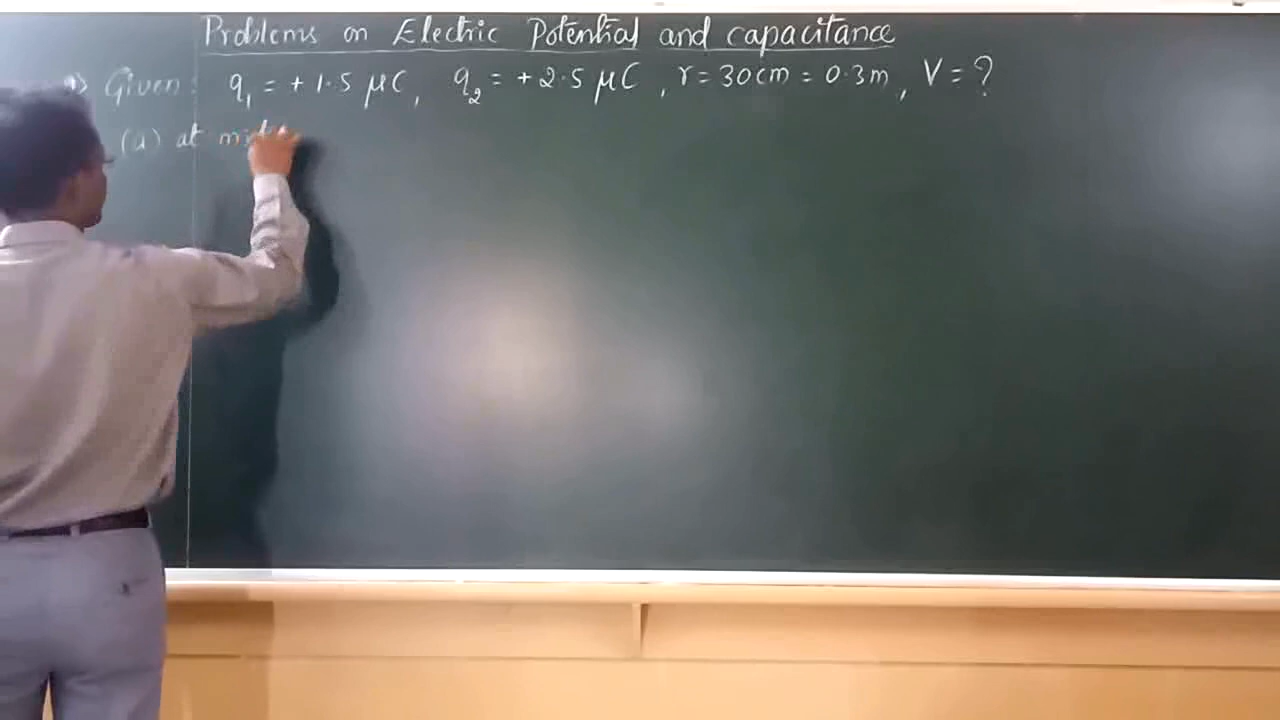 Problems on Electric Potential and capacitance
Given: q₁ = + 1.5 μC, q₂ = + 2.5 μC, r = 30cm = 0.3m, V = ?
(a) at